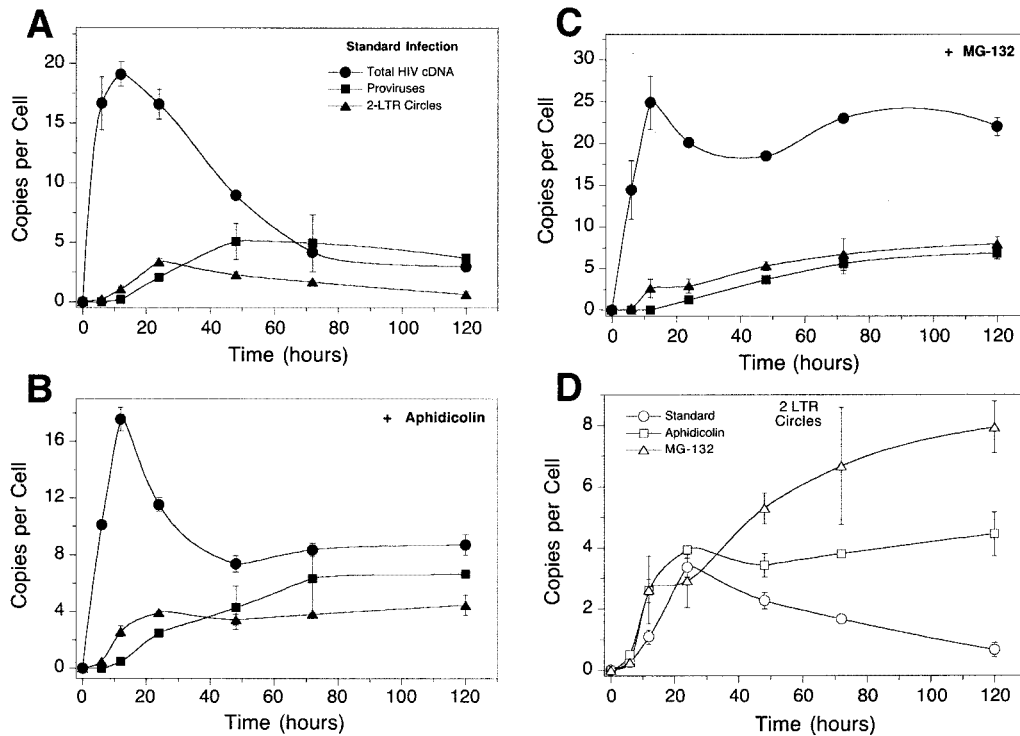 A
Standard Infection
Total HIV cDNA
Proviruses
2-LTR Circles
20
15
10
5
0
Copies per Cell
0 20 40 60 80 100 120
Time (hours)
B
+ Aphidicolin
16
12
8
4
0
Copies per Cell
0 20 40 60 80 100 120
Time (hours)
C
+ MG-132
30
25
20
15
10
5
0
Copies per Cell
0 20 40 60 80 100 120
Time (hours)
D
2 LTR
Circles
Standard
Aphidicolin
MG-132
8
6
4
2
0
Copies per Cell
0 20 40 60 80 100 120
Time (hours)